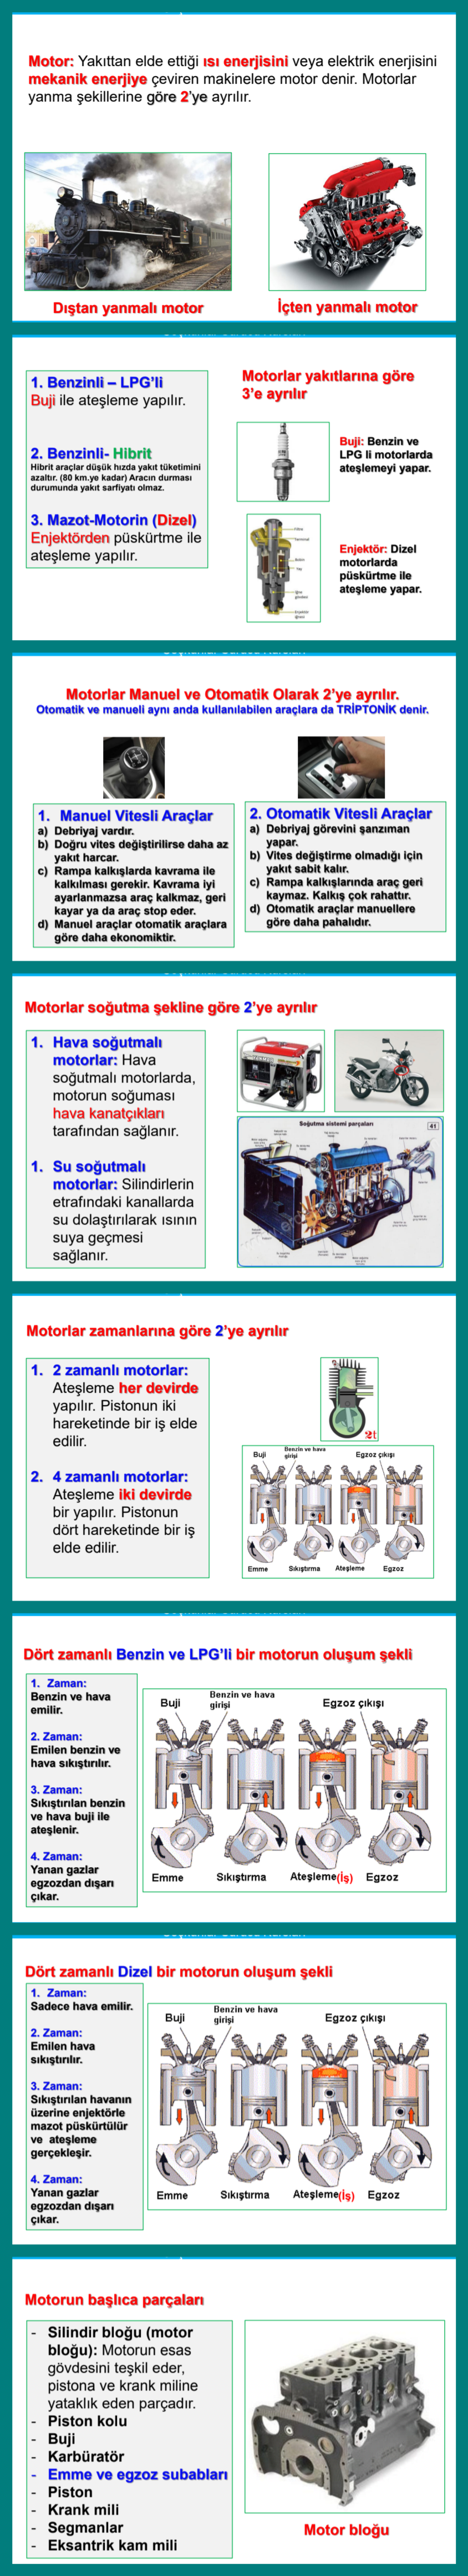 Motor: Yakıttan elde ettiği ısı enerjisini veya elektrik enerjisini
mekanik enerjiye çeviren makinelere motor denir. Motorlar
yanma şekillerine göre 2'ye ayrılır.
Dıştan yanmalı motor
İçten yanmalı motor
1. Benzinli – LPG'li
Buji ile ateşleme yapılır.
2. Benzinli- Hibrit
Hibrit araçlar düşük hızda yakıt tüketimini
azaltır. (80 km.ye kadar) Aracın durması
durumunda yakıt sarfiyatı olmaz.
3. Mazot-Motorin (Dizel)
Enjektörden püskürtme ile
ateşleme yapılır.
Motorlar yakıtlarına göre
3'e ayrılır
Buji: Benzin ve
LPG li motorlarda
ateşlemeyi yapar.
Enjektör: Dizel
motorlarda
püskürtme ile
ateşleme yapar.
Motorlar Manuel ve Otomatik Olarak 2'ye ayrılır.
Otomatik ve manueli aynı anda kullanılabilen araçlara da TRİPTONİK denir.
1. Manuel Vitesli Araçlar
a) Debriyaj vardır.
b) Doğru vites değiştirilirse daha az
yakıt harcar.
c) Rampa kalkışlarda kavrama ile
kalkılması gerekir. Kavrama iyi
ayarlanmazsa araç kalkmaz, geri
kayar ya da araç stop eder.
d) Manuel araçlar otomatik araçlara
göre daha ekonomiktir.
2. Otomatik Vitesli Araçlar
a) Debriyaj görevini şanzıman
yapar.
b) Vites değiştirme olmadığı için
yakıt sabit kalır.
c) Rampa kalkışlarında araç geri
kaymaz. Kalkış çok rahattır.
d) Otomatik araçlar manuellere
göre daha pahalıdır.
Motorlar soğutma şekline göre 2'ye ayrılır
1. Hava soğutmalı
motorlar: Hava
soğutmalı motorlarda,
motorun soğuması
hava kanatçıkları
tarafından sağlanır.
1. Su soğutmalı
motorlar: Silindirlerin
etrafındaki kanallarda
su dolaştırılarak ısının
suya geçmesi
sağlanır.
Soğutma sistemi parçaları
41
Motorlar zamanlarına göre 2'ye ayrılır
1. 2 zamanlı motorlar:
Ateşleme her devirde
yapılır. Pistonun iki
hareketinde bir iş elde
edilir.
2. 4 zamanlı motorlar:
Ateşleme iki devirde
bir yapılır. Pistonun
dört hareketinde bir iş
elde edilir.
2t
Buji
Benzin ve hava
girişi
Egzoz çıkışı
Emme
Sıkıştırma
Ateşleme
Egzoz
Dört zamanlı Benzin ve LPG'li bir motorun oluşum şekli
1. Zaman:
Benzin ve hava
emilir.
2. Zaman:
Emilen benzin ve
hava sıkıştırılır.
3. Zaman:
Sıkıştırılan benzin
ve hava buji ile
ateşlenir.
4. Zaman:
Yanan gazlar
egzozdan dışarı
çıkar.
Buji
Benzin ve hava
girişi
Egzoz çıkışı
Emme
Sıkıştırma
Ateşleme(İş)
Egzoz
Dört zamanlı Dizel bir motorun oluşum şekli
1. Zaman:
Sadece hava emilir.
2. Zaman:
Emilen hava
sıkıştırılır.
3. Zaman:
Sıkıştırılan havanın
üzerine enjektörle
mazot püskürtülür
ve ateşleme
gerçekleşir.
4. Zaman:
Yanan gazlar
egzozdan dışarı
çıkar.
Buji
Benzin ve hava
girişi
Egzoz çıkışı
Emme
Sıkıştırma
Ateşleme(İş)
Egzoz
Motorun başlıca parçaları
- Silindir bloğu (motor
bloğu): Motorun esas
gövdesini teşkil eder,
pistona ve krank miline
yataklık eden parçadır.
- Piston kolu
- Buji
- Karbüratör
- Emme ve egzoz subabları
- Piston
- Krank mili
- Segmanlar
- Eksantrik kam mili
Motor bloğu